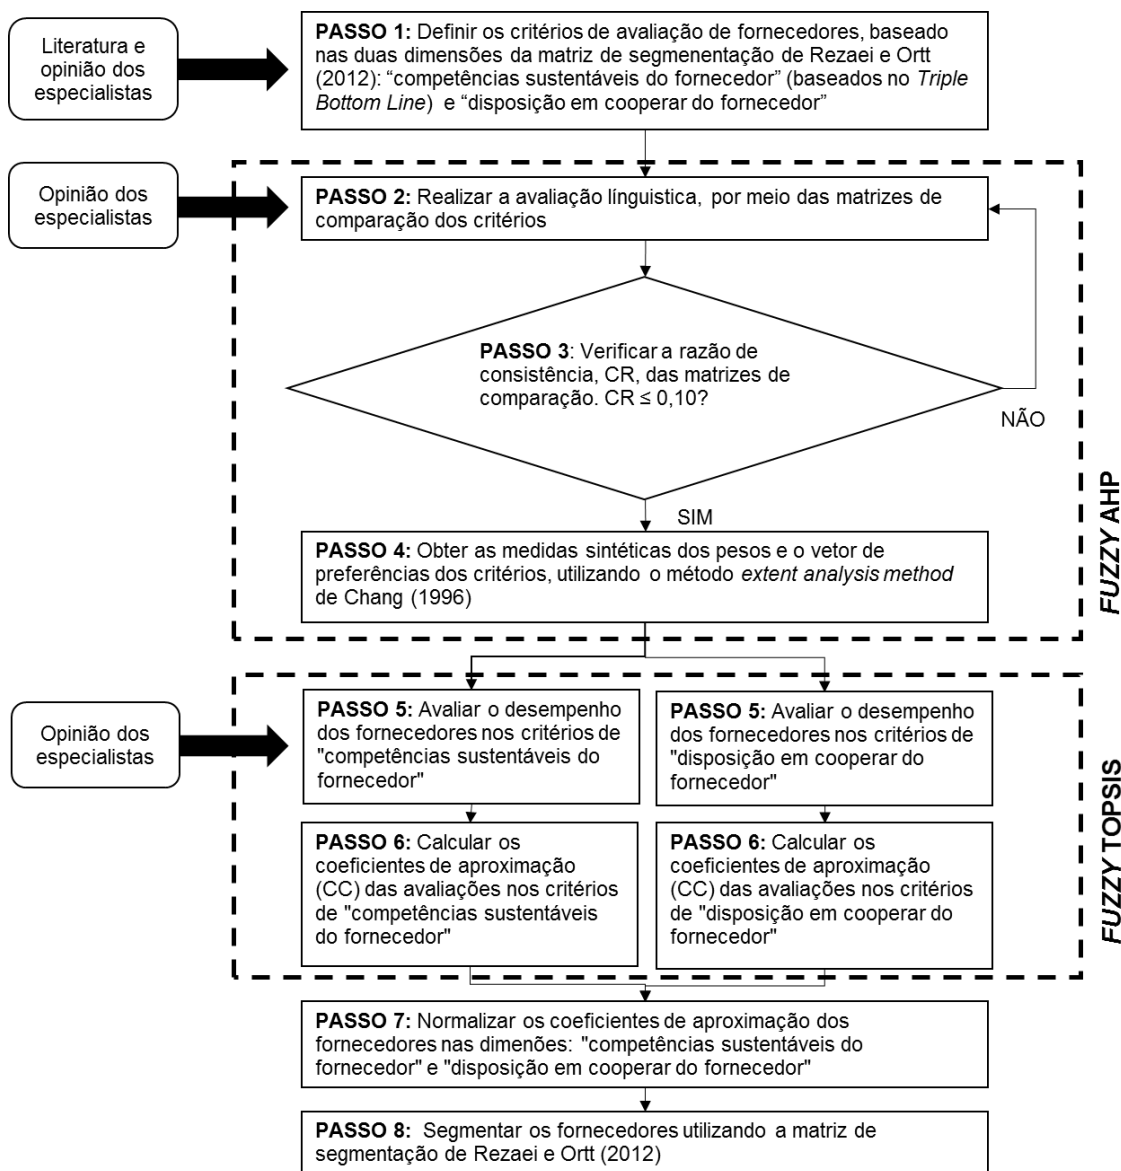 Literatura e
opinião dos
especialistas
PASSO 1: Definir os critérios de avaliação de fornecedores, baseado
nas duas dimensões da matriz de segmenentação de Rezaei e Ortt
(2012): “competências sustentáveis do fornecedor” (baseados no Triple
Bottom Line) e “disposição em cooperar do fornecedor”
Opinião dos
especialistas
PASSO 2: Realizar a avaliação línguistica, por meio das matrizes de
comparação dos critérios
PASSO 3: Verificar a razão de
consistência, CR, das matrizes de
comparação. CR ≤ 0,10?
NÃO
SIM
PASSO 4: Obter as medidas sintéticas dos pesos e o vetor de
preferências dos critérios, utilizando o método extent analysis method
de Chang (1996)
FUZZY AHP
Opinião dos
especialistas
PASSO 5: Avaliar o desempenho
dos fornecedores nos critérios de
"competências sustentáveis do
fornecedor"
PASSO 5: Avaliar o desempenho
dos fornecedores nos critérios de
"disposição em cooperar do
fornecedor"
PASSO 6: Calcular os
coeficientes de aproximação
(CC) das avaliações nos critérios
de "competências sustentáveis
do fornecedor"
PASSO 6: Calcular os
coeficientes de aproximação
(CC) das avaliações nos critérios
de "disposição em cooperar do
fornecedor"
FUZZY TOPSIS
PASSO 7: Normalizar os coeficientes de aproximação dos
fornecedores nas dimenões: "competências sustentáveis do
fornecedor" e "disposição em cooperar do fornecedor"
PASSO 8: Segmentar os fornecedores utilizando a matriz de
segmentação de Rezaei e Ortt (2012)